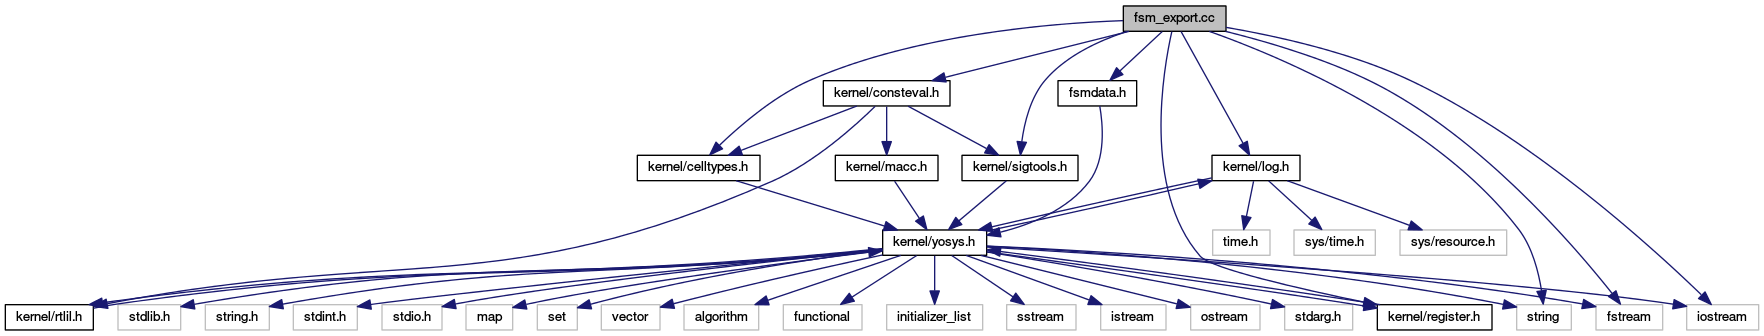 fsm_export.cc
kernel/consteval.h
fsmdata.h
kernel/celltypes.h
kernel/macc.h
kernel/sigtools.h
kernel/log.h
kernel/yosys.h
time.h
sys/time.h
sys/resource.h
kernel/rtlil.h
stdlib.h
string.h
stdint.h
stdio.h
map
set
vector
algorithm
functional
initializer_list
sstream
istream
ostream
stdarg.h
kernel/register.h
string
fstream
iostream